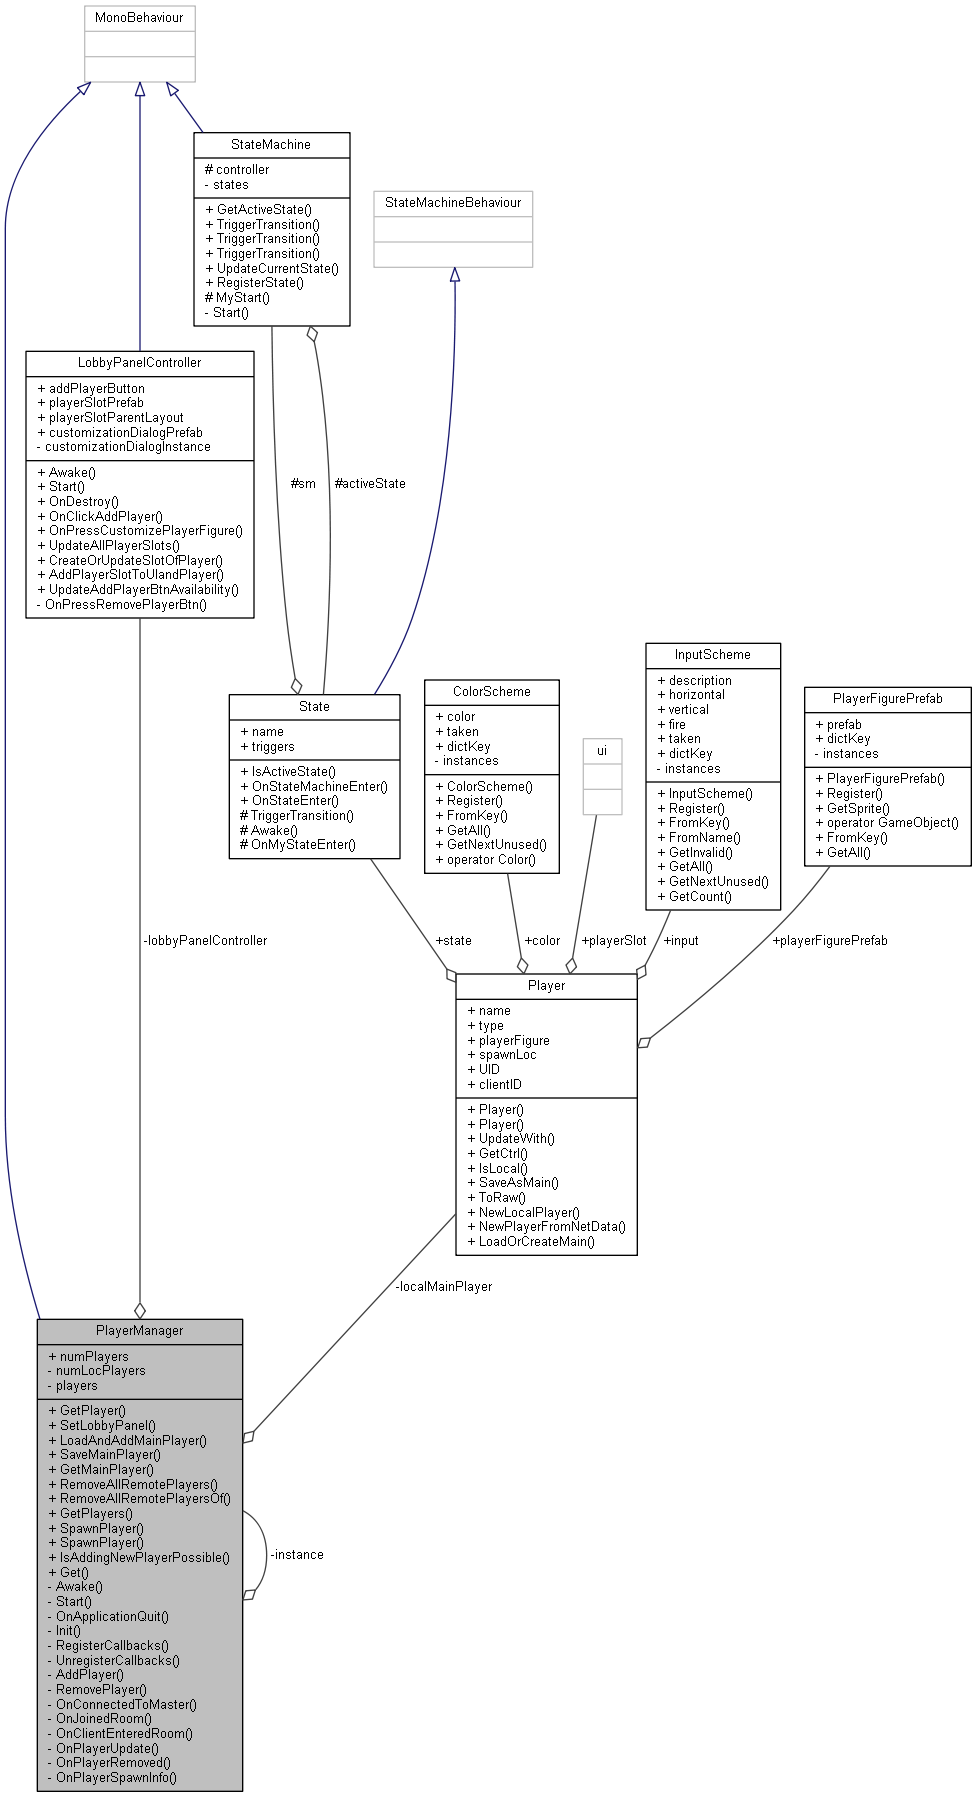 MonoBehaviour
StateMachine
# controller
- states
+ GetActiveState()
+ TriggerTransition()
+ TriggerTransition()
+ TriggerTransition()
+ UpdateCurrentState()
+ RegisterState()
# MyStart()
- Start()
StateMachineBehaviour
LobbyPanelController
+ addPlayerButton
+ playerSlotPrefab
+ playerSlotParentLayout
+ customizationDialogPrefab
- customizationDialogInstance
+ Awake()
+ Start()
+ OnDestroy()
+ OnClickAddPlayer()
+ OnPressCustomizePlayerFigure()
+ UpdateAllPlayerSlots()
+ CreateOrUpdateSlotOfPlayer()
+ AddPlayerSlotToUIandPlayer()
+ UpdateAddPlayerBtnAvailability()
- OnPressRemovePlayerBtn()
#sm
#activeState
State
+ name
+ triggers
+ IsActiveState()
+ OnStateMachineEnter()
+ OnStateEnter()
# TriggerTransition()
# Awake()
# OnMyStateEnter()
ColorScheme
+ color
+ taken
+ dictKey
- instances
+ ColorScheme()
+ Register()
+ FromKey()
+ GetAll()
+ GetNextUnused()
+ operator Color()
ui
InputScheme
+ description
+ horizontal
+ vertical
+ fire
+ taken
+ dictKey
- instances
+ InputScheme()
+ Register()
+ FromKey()
+ FromName()
+ GetInvalid()
+ GetAll()
+ GetNextUnused()
+ GetCount()
PlayerFigurePrefab
+ prefab
+ dictKey
- instances
+ PlayerFigurePrefab()
+ Register()
+ GetSprite()
+ operator GameObject()
+ FromKey()
+ GetAll()
-lobbyPanelController
+state
+color
+playerSlot
+input
+playerFigurePrefab
Player
+ name
+ type
+ playerFigure
+ spawnLoc
+ UID
+ clientID
+ Player()
+ Player()
+ UpdateWith()
+ GetCtrl()
+ IsLocal()
+ SaveAsMain()
+ ToRaw()
+ NewLocalPlayer()
+ NewPlayerFromNetData()
+ LoadOrCreateMain()
-localMainPlayer
PlayerManager
+ numPlayers
- numLocPlayers
- players
+ GetPlayer()
+ SetLobbyPanel()
+ LoadAndAddMainPlayer()
+ SaveMainPlayer()
+ GetMainPlayer()
+ RemoveAllRemotePlayers()
+ RemoveAllRemotePlayersOf()
+ GetPlayers()
+ SpawnPlayer()
+ SpawnPlayer()
+ IsAddingNewPlayerPossible()
+ Get()
- Awake()
- Start()
- OnApplicationQuit()
- Init()
- RegisterCallbacks()
- UnregisterCallbacks()
- AddPlayer()
- RemovePlayer()
- OnConnectedToMaster()
- OnJoinedRoom()
- OnClientEnteredRoom()
- OnPlayerUpdate()
- OnPlayerRemoved()
- OnPlayerSpawnInfo()
-instance